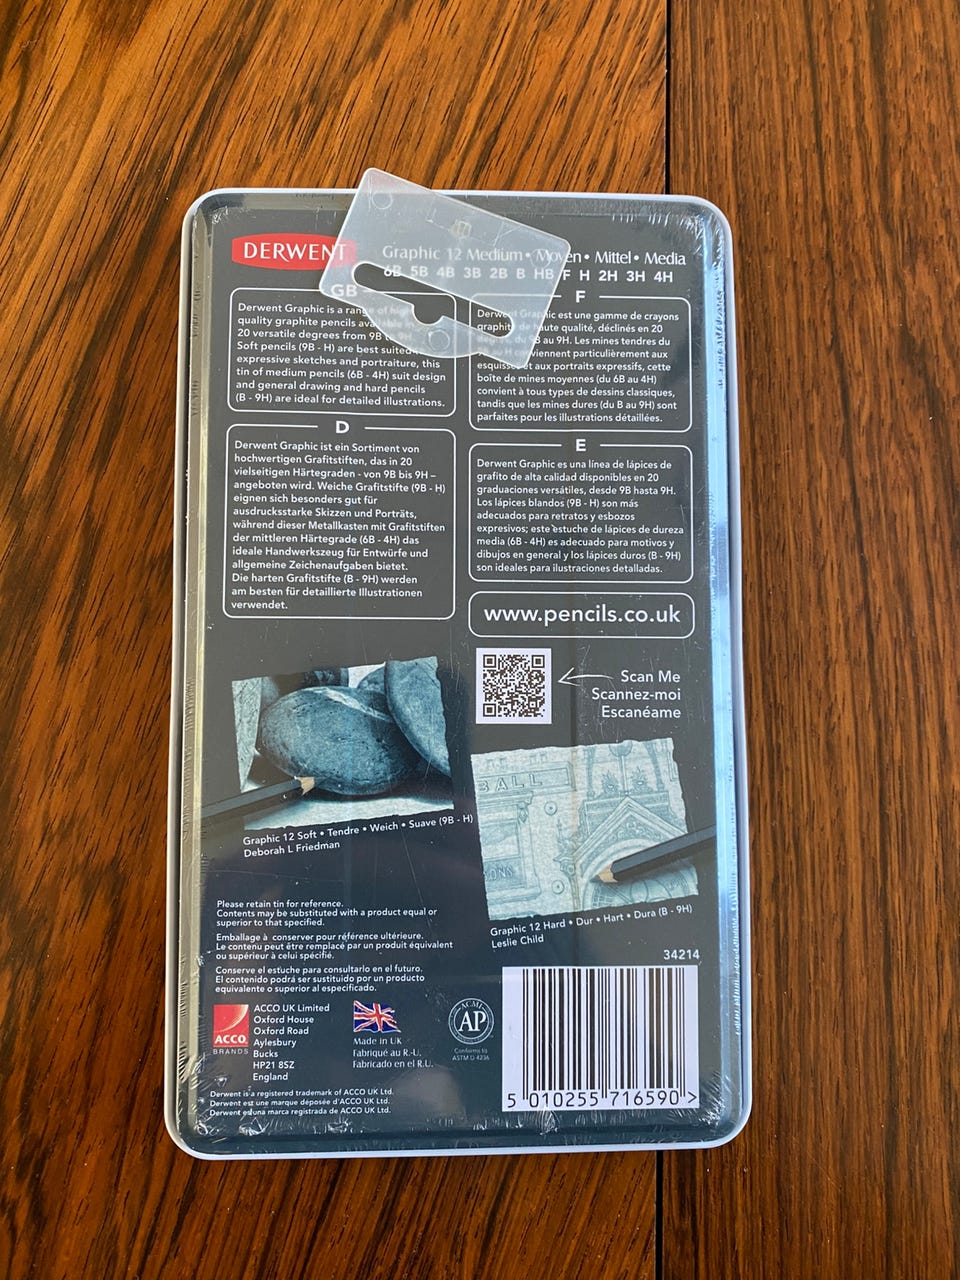 DERWENT
Graphic 12 Medium • Moyen • Mittel • Media
6B 5B 4B 3B 2B B HB F H 2H 3H 4H
GB
Derwent Graphic is a range of high
quality graphite pencils available in
20 versatile degrees from 9B to 9H.
Soft pencils (9B - H) are best suited
expressive sketches and portraiture, this
tin of medium pencils (6B - 4H) suit design
and general drawing and hard pencils
(B - 9H) are ideal for detailed illustrations.
F
Derwent Graphic est une gamme de crayons
graphite de haute qualité, déclinés en 20
degrés, du 9B au 9H. Les mines tendres du
H conviennent particulièrement aux
esquisses et aux portraits expressifs, cette
boîte de mines moyennes (du 6B au 4H)
convient à tous types de dessins classiques,
tandis que les mines dures (du B au 9H) sont
parfaites pour les illustrations détaillées.
D
Derwent Graphic ist ein Sortiment von
hochwertigen Grafitstiften, das in 20
vielseitigen Härtegraden - von 9B bis 9H –
angeboten wird. Weiche Grafitstifte (9B - H)
eignen sich besonders gut für
ausdrucksstarke Skizzen und Porträts,
während dieser Metallkasten mit Grafitstiften
der mittleren Härtegrade (6B - 4H) das
ideale Handwerkszeug für Entwürfe und
allgemeine Zeichenaufgaben bietet.
Die harten Grafitstifte (B - 9H) werden
am besten für detaillierte Illustrationen
verwendet.
E
Derwent Graphic es una línea de lápices de
grafito de alta calidad disponibles en 20
graduaciones versátiles, desde 9B hasta 9H.
Los lápices blandos (9B - H) son más
adecuados para retratos y esbozos
expresivos; este estuche de lápices de dureza
media (6B - 4H) es adecuado para motivos y
dibujos en general y los lápices duros (B - 9H)
son ideales para ilustraciones detalladas.
www.pencils.co.uk
Scan Me
Scannez-moi
Escanéame
Graphic 12 Soft • Tendre • Weich • Suave (9B - H)
Deborah L Friedman
BALL
Graphic 12 Hard • Dur • Hart • Dura (B - 9H)
Leslie Child
Please retain tin for reference.
Contents may be substituted with a product equal or
superior to that specified.
Emballage à conserver pour référence ultérieure.
Le contenu peut être remplacé par un produit équivalent
ou supérieur à celui spécifié.
Conserve el estuche para consultarlo en el futuro.
El contenido podrá ser sustituido por un producto
equivalente o superior al especificado.
34214
ACCO
BRANDS
ACCO UK Limited
Oxford House
Oxford Road
Aylesbury
Bucks
HP21 8SZ
England
Made in UK
Fabriqué au R.-U.
Fabricado en el R.U.
ACMI
AP
Conforms to
ASTM D 4236
5 010255 716590 >
Derwent is a registered trademark of ACCO UK Ltd.
Derwent est une marque déposée d'ACCO UK Ltd.
Derwent es una marca registrada de ACCO UK Ltd.